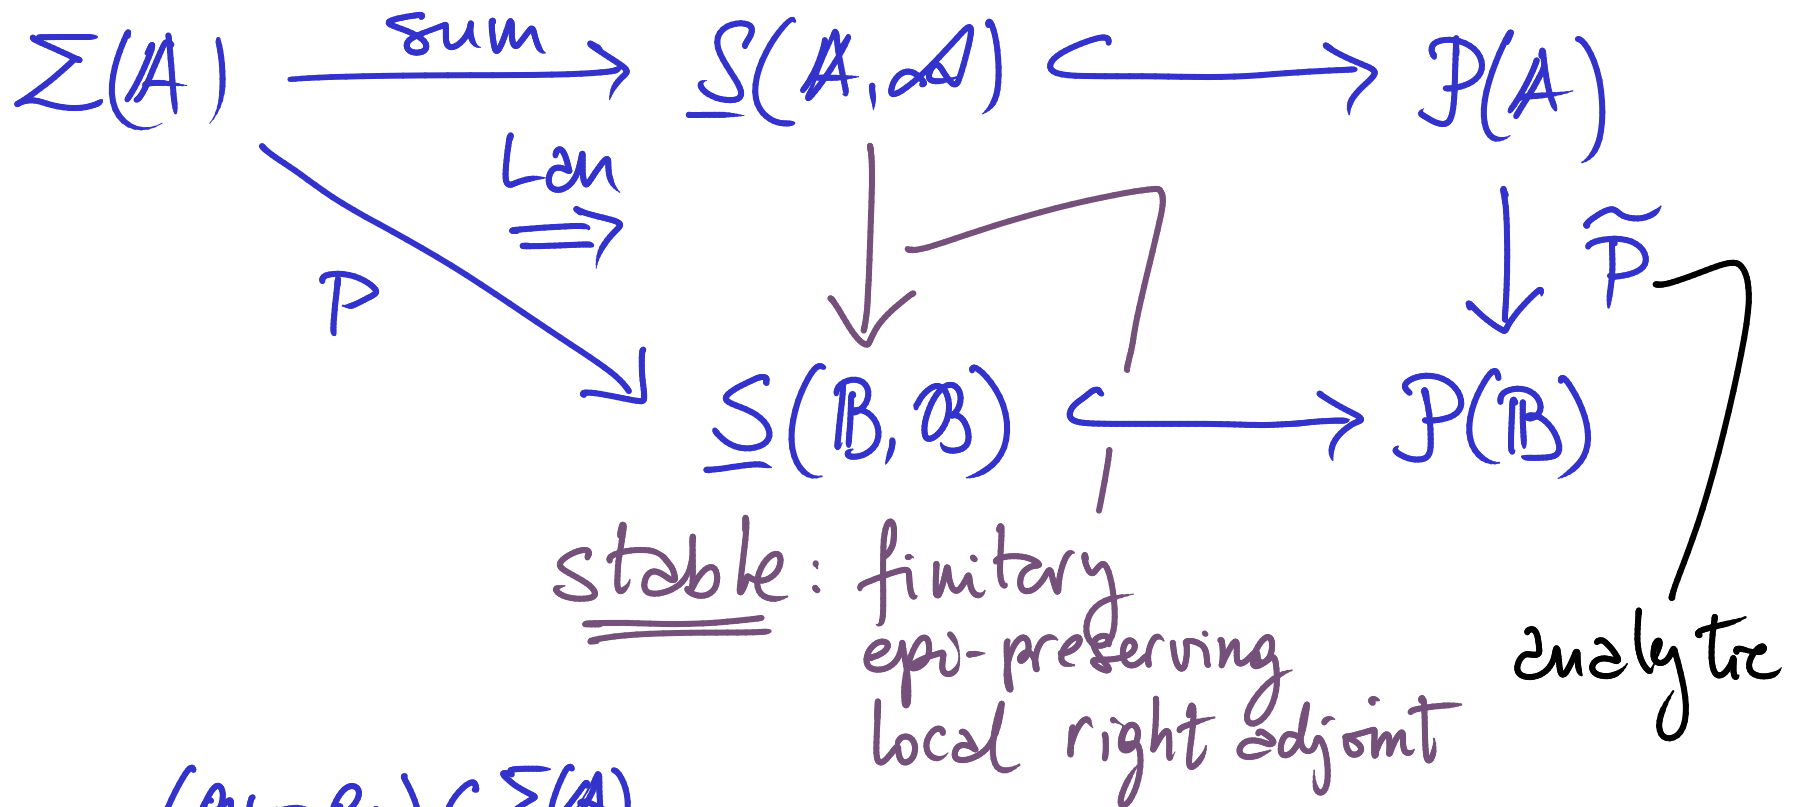 Σ(𝔸) sum S(𝔸, 𝒜) P(𝔸)
Lan
P
P̃
S(𝔹, ℬ) P(𝔹)
stable: finitary
epi-preserving
local right adjoint
analytic
∈ Σ(𝔸)